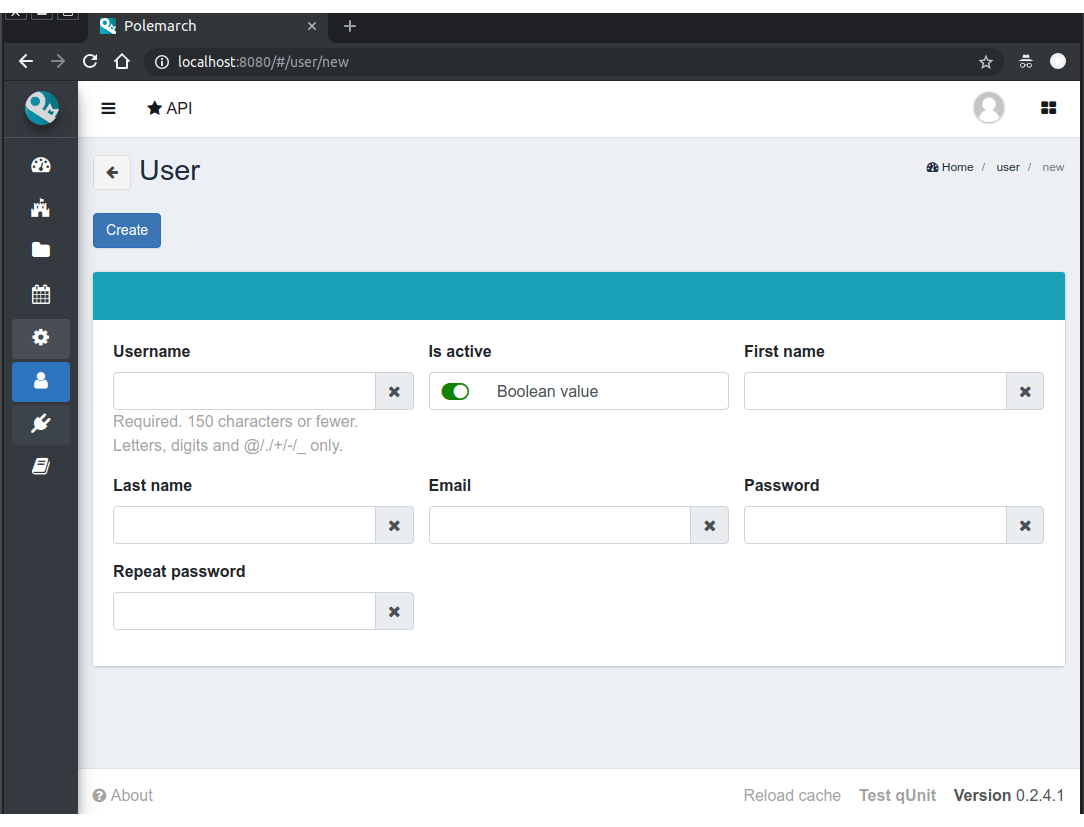 Polemarch
localhost:8080/#/user/new
API
User
Home / user / new
Create
Username
Is active
First name
Boolean value
Required. 150 characters or fewer.
Letters, digits and @/./+/-/_ only.
Last name
Email
Password
Repeat password
About
Reload cache Test qUnit Version 0.2.4.1